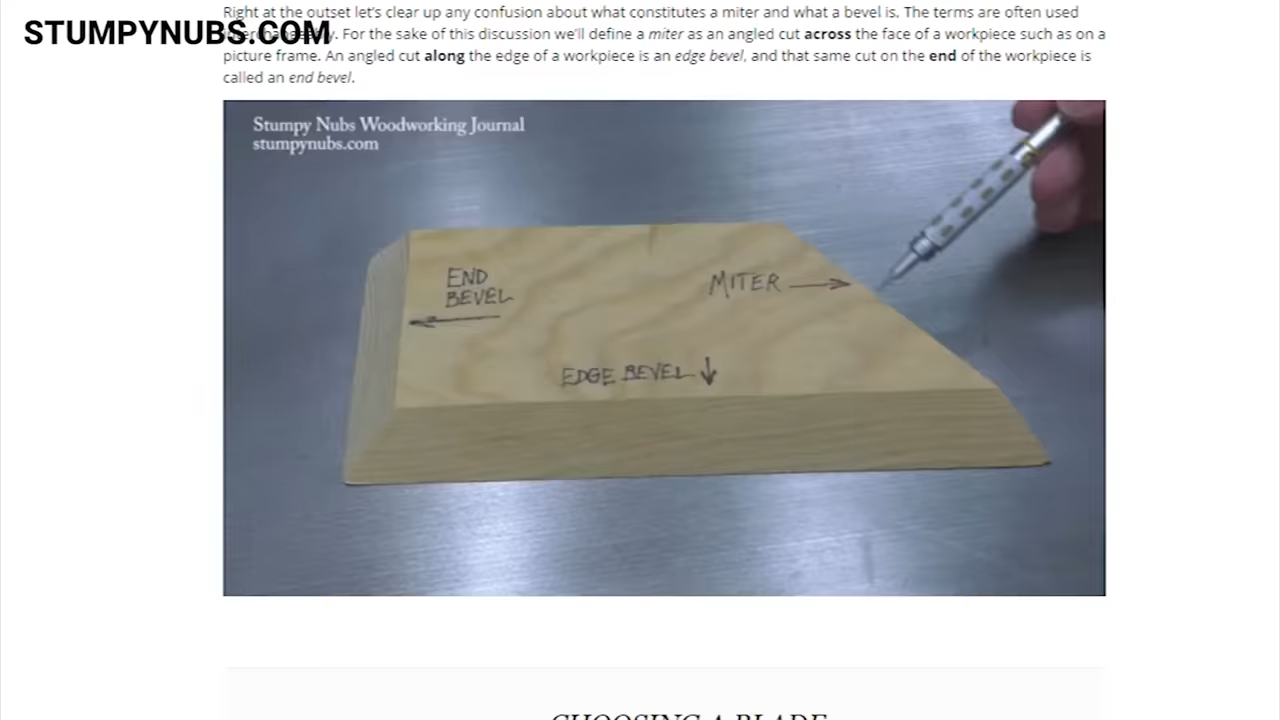 Right at the outset let's clear up any confusion about what constitutes a miter and what a bevel is. The terms are often used
STUMPYNUBS.COM
. For the sake of this discussion we'll define a miter as an angled cut across the face of a workpiece such as on a
picture frame. An angled cut along the edge of a workpiece is an edge bevel, and that same cut on the end of the workpiece is
called an end bevel.
Stumpy Nubs Woodworking Journal
stumpynubs.com
END
BEVEL
MITER
EDGE BEVEL
CHOOSING A BLADE